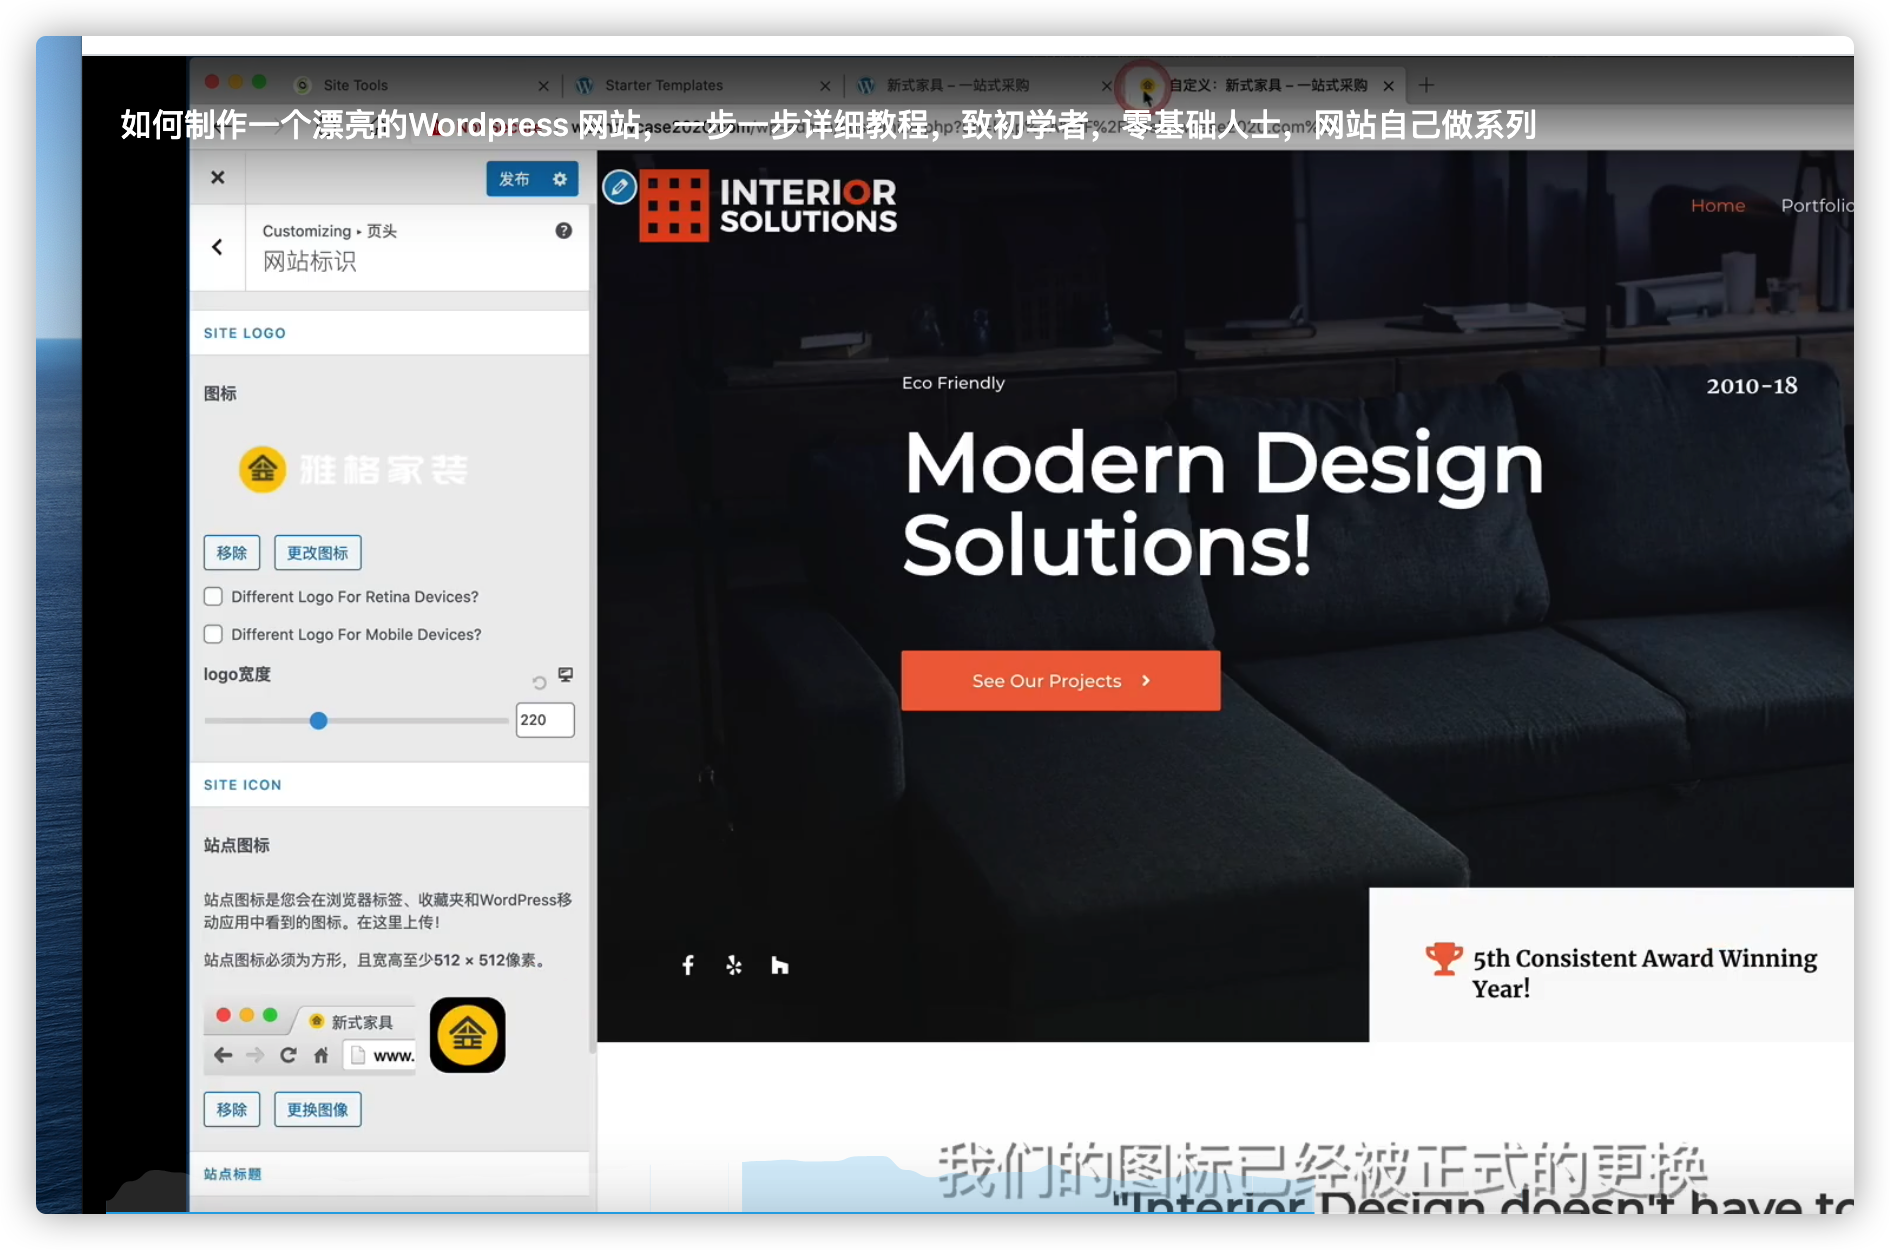 Site Tools
Starter Templates
新式家具 – 一站式采购
自定义：新式家具 – 一站式采购
如何制作一个漂亮的Wordpress 网站，一步一步详细教程，致初学者，零基础人士，网站自己做系列
发布
Customizing ▸ 页头
网站标识
SITE LOGO
图标
雅格家装
移除
更改图标
Different Logo For Retina Devices?
Different Logo For Mobile Devices?
logo宽度
220
SITE ICON
站点图标
站点图标是您会在浏览器标签、收藏夹和WordPress移
动应用中看到的图标。在这里上传！
站点图标必须为方形，且宽高至少512 × 512像素。
新式家具
www.
移除
更换图像
站点标题
INTERIOR
SOLUTIONS
Home
Portfolio
Eco Friendly
2010-18
Modern Design
Solutions!
See Our Projects
5th Consistent Award Winning
Year!
我们的图标已经被正式的更换
"Interior Design doesn't have to